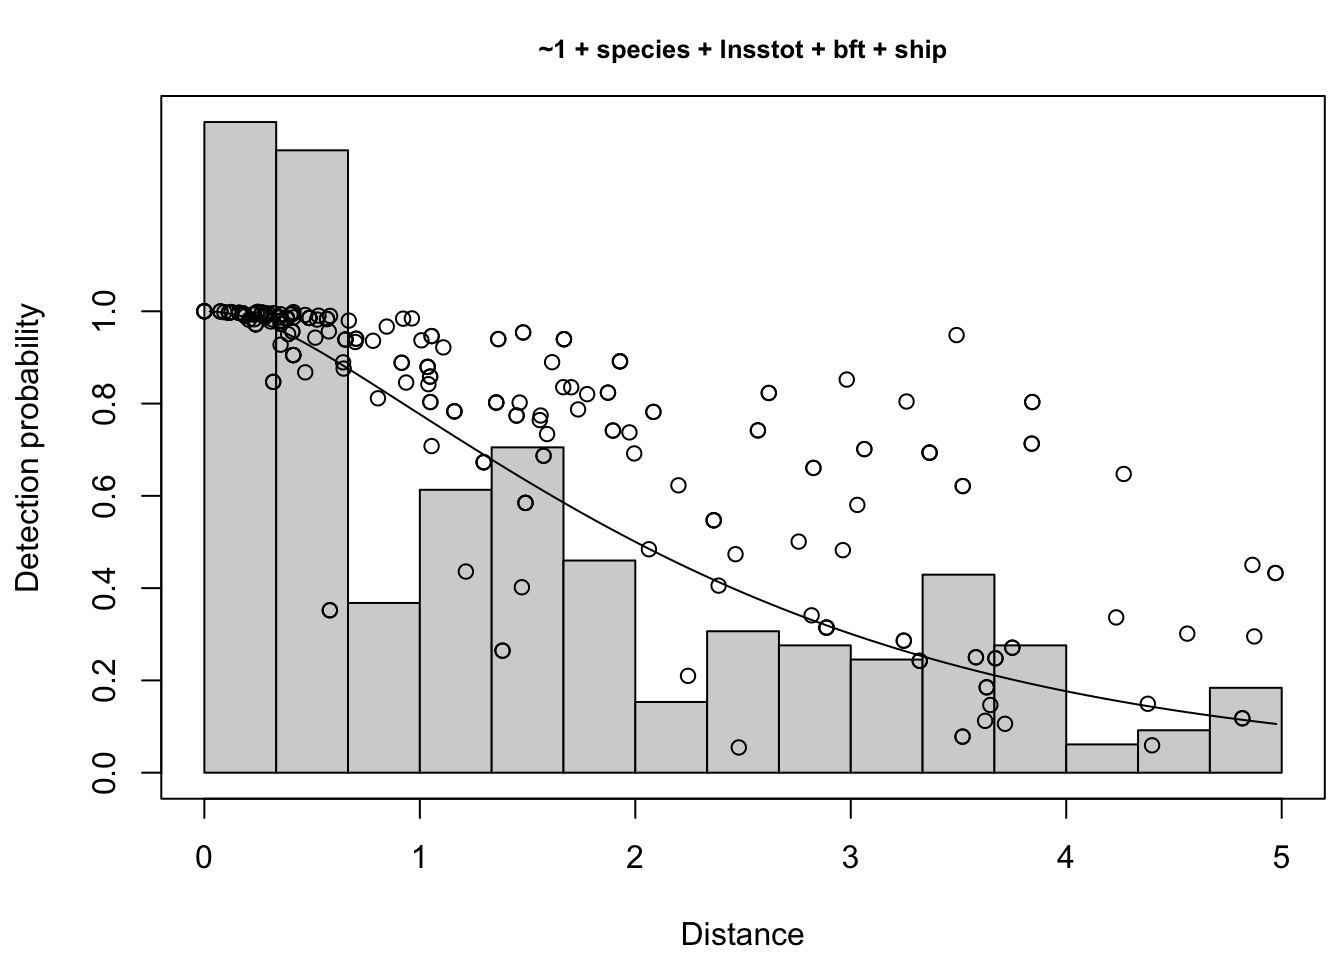 ~1 + species + lnsstot + bft + ship
Detection probability
1.0
0.8
0.6
0.4
0.2
0.0
0 1 2 3 4 5
Distance